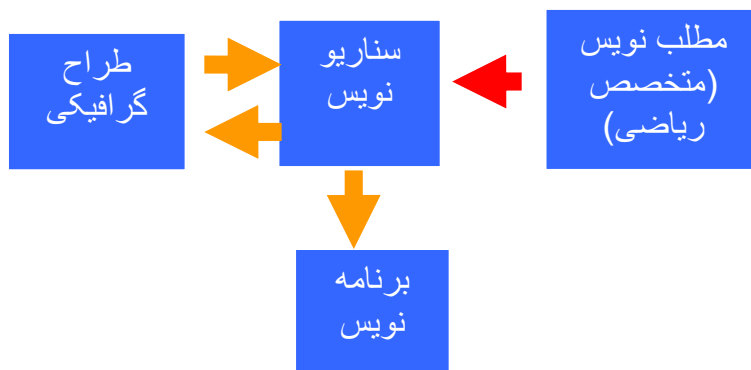 مطلب نویس
(متخصص
ریاضی)
سناریو
نویس
طراح
گرافیکی
برنامه
نویس